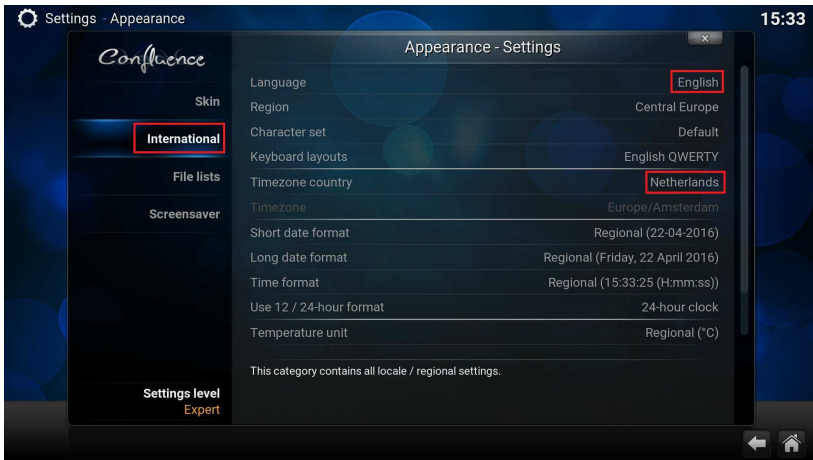 Settings - Appearance
15:33
Confluence
Appearance - Settings
Skin
International
File lists
Screensaver
Language English
Region Central Europe
Character set Default
Keyboard layouts English QWERTY
Timezone country Netherlands
Timezone Europe/Amsterdam
Short date format Regional (22-04-2016)
Long date format Regional (Friday, 22 April 2016)
Time format Regional (15:33:25 (H:mm:ss))
Use 12 / 24-hour format 24-hour clock
Temperature unit Regional (°C)
This category contains all locale / regional settings.
Settings level
Expert